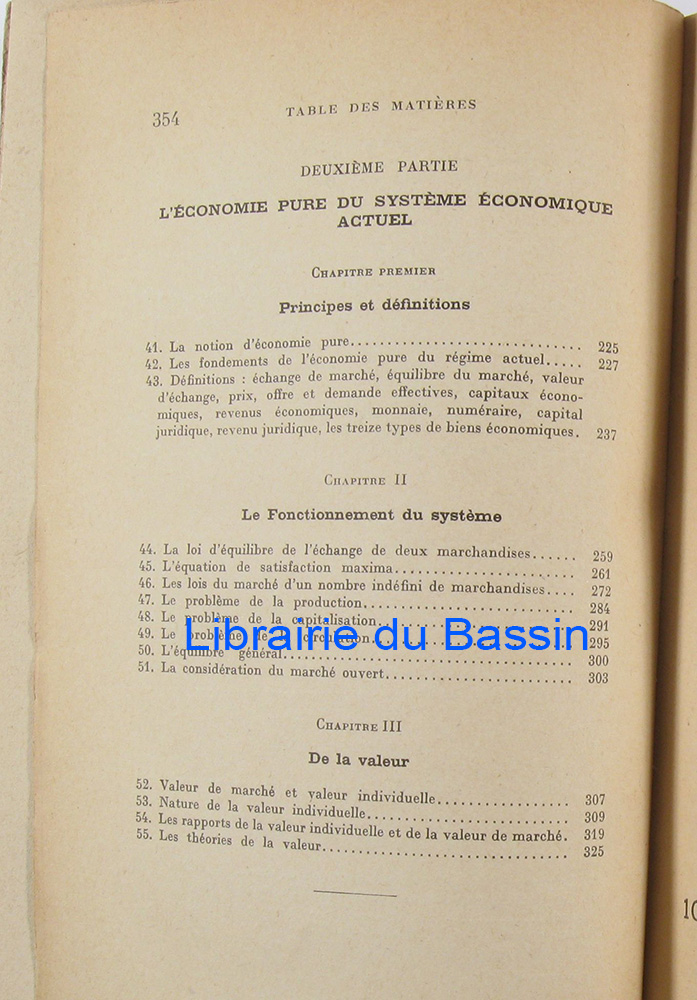 354
TABLE DES MATIÈRES
DEUXIÈME PARTIE
L'ÉCONOMIE PURE DU SYSTÈME ÉCONOMIQUE
ACTUEL
CHAPITRE PREMIER
Principes et définitions
41. La notion d'économie pure.............................. 225
42. Les fondements de l'économie pure du régime actuel..... 227
43. Définitions : échange de marché, équilibre du marché, valeur
d'échange, prix, offre et demande effectives, capitaux écono-
miques, revenus économiques, monnaie, numéraire, capital
juridique, revenu juridique, les treize types de biens économiques. 237
CHAPITRE II
Le Fonctionnement du système
44. La loi d'équilibre de l'échange de deux marchandises...... 259
45. L'équation de satisfaction maxima....................... 261
46. Les lois du marché d'un nombre indéfini de marchandises.... 272
47. Le problème de la production........................... 284
48. Le problème de la capitalisation......................... 291
49. Le problème de la circulation.......................... 295
50. L'équilibre général.................................... 300
51. La considération du marché ouvert........................ 303
Librairie du Bassin
CHAPITRE III
De la valeur
52. Valeur de marché et valeur individuelle................. 307
53. Nature de la valeur individuelle......................... 309
54. Les rapports de la valeur individuelle et de la valeur de marché. 319
55. Les théories de la valeur................................ 325